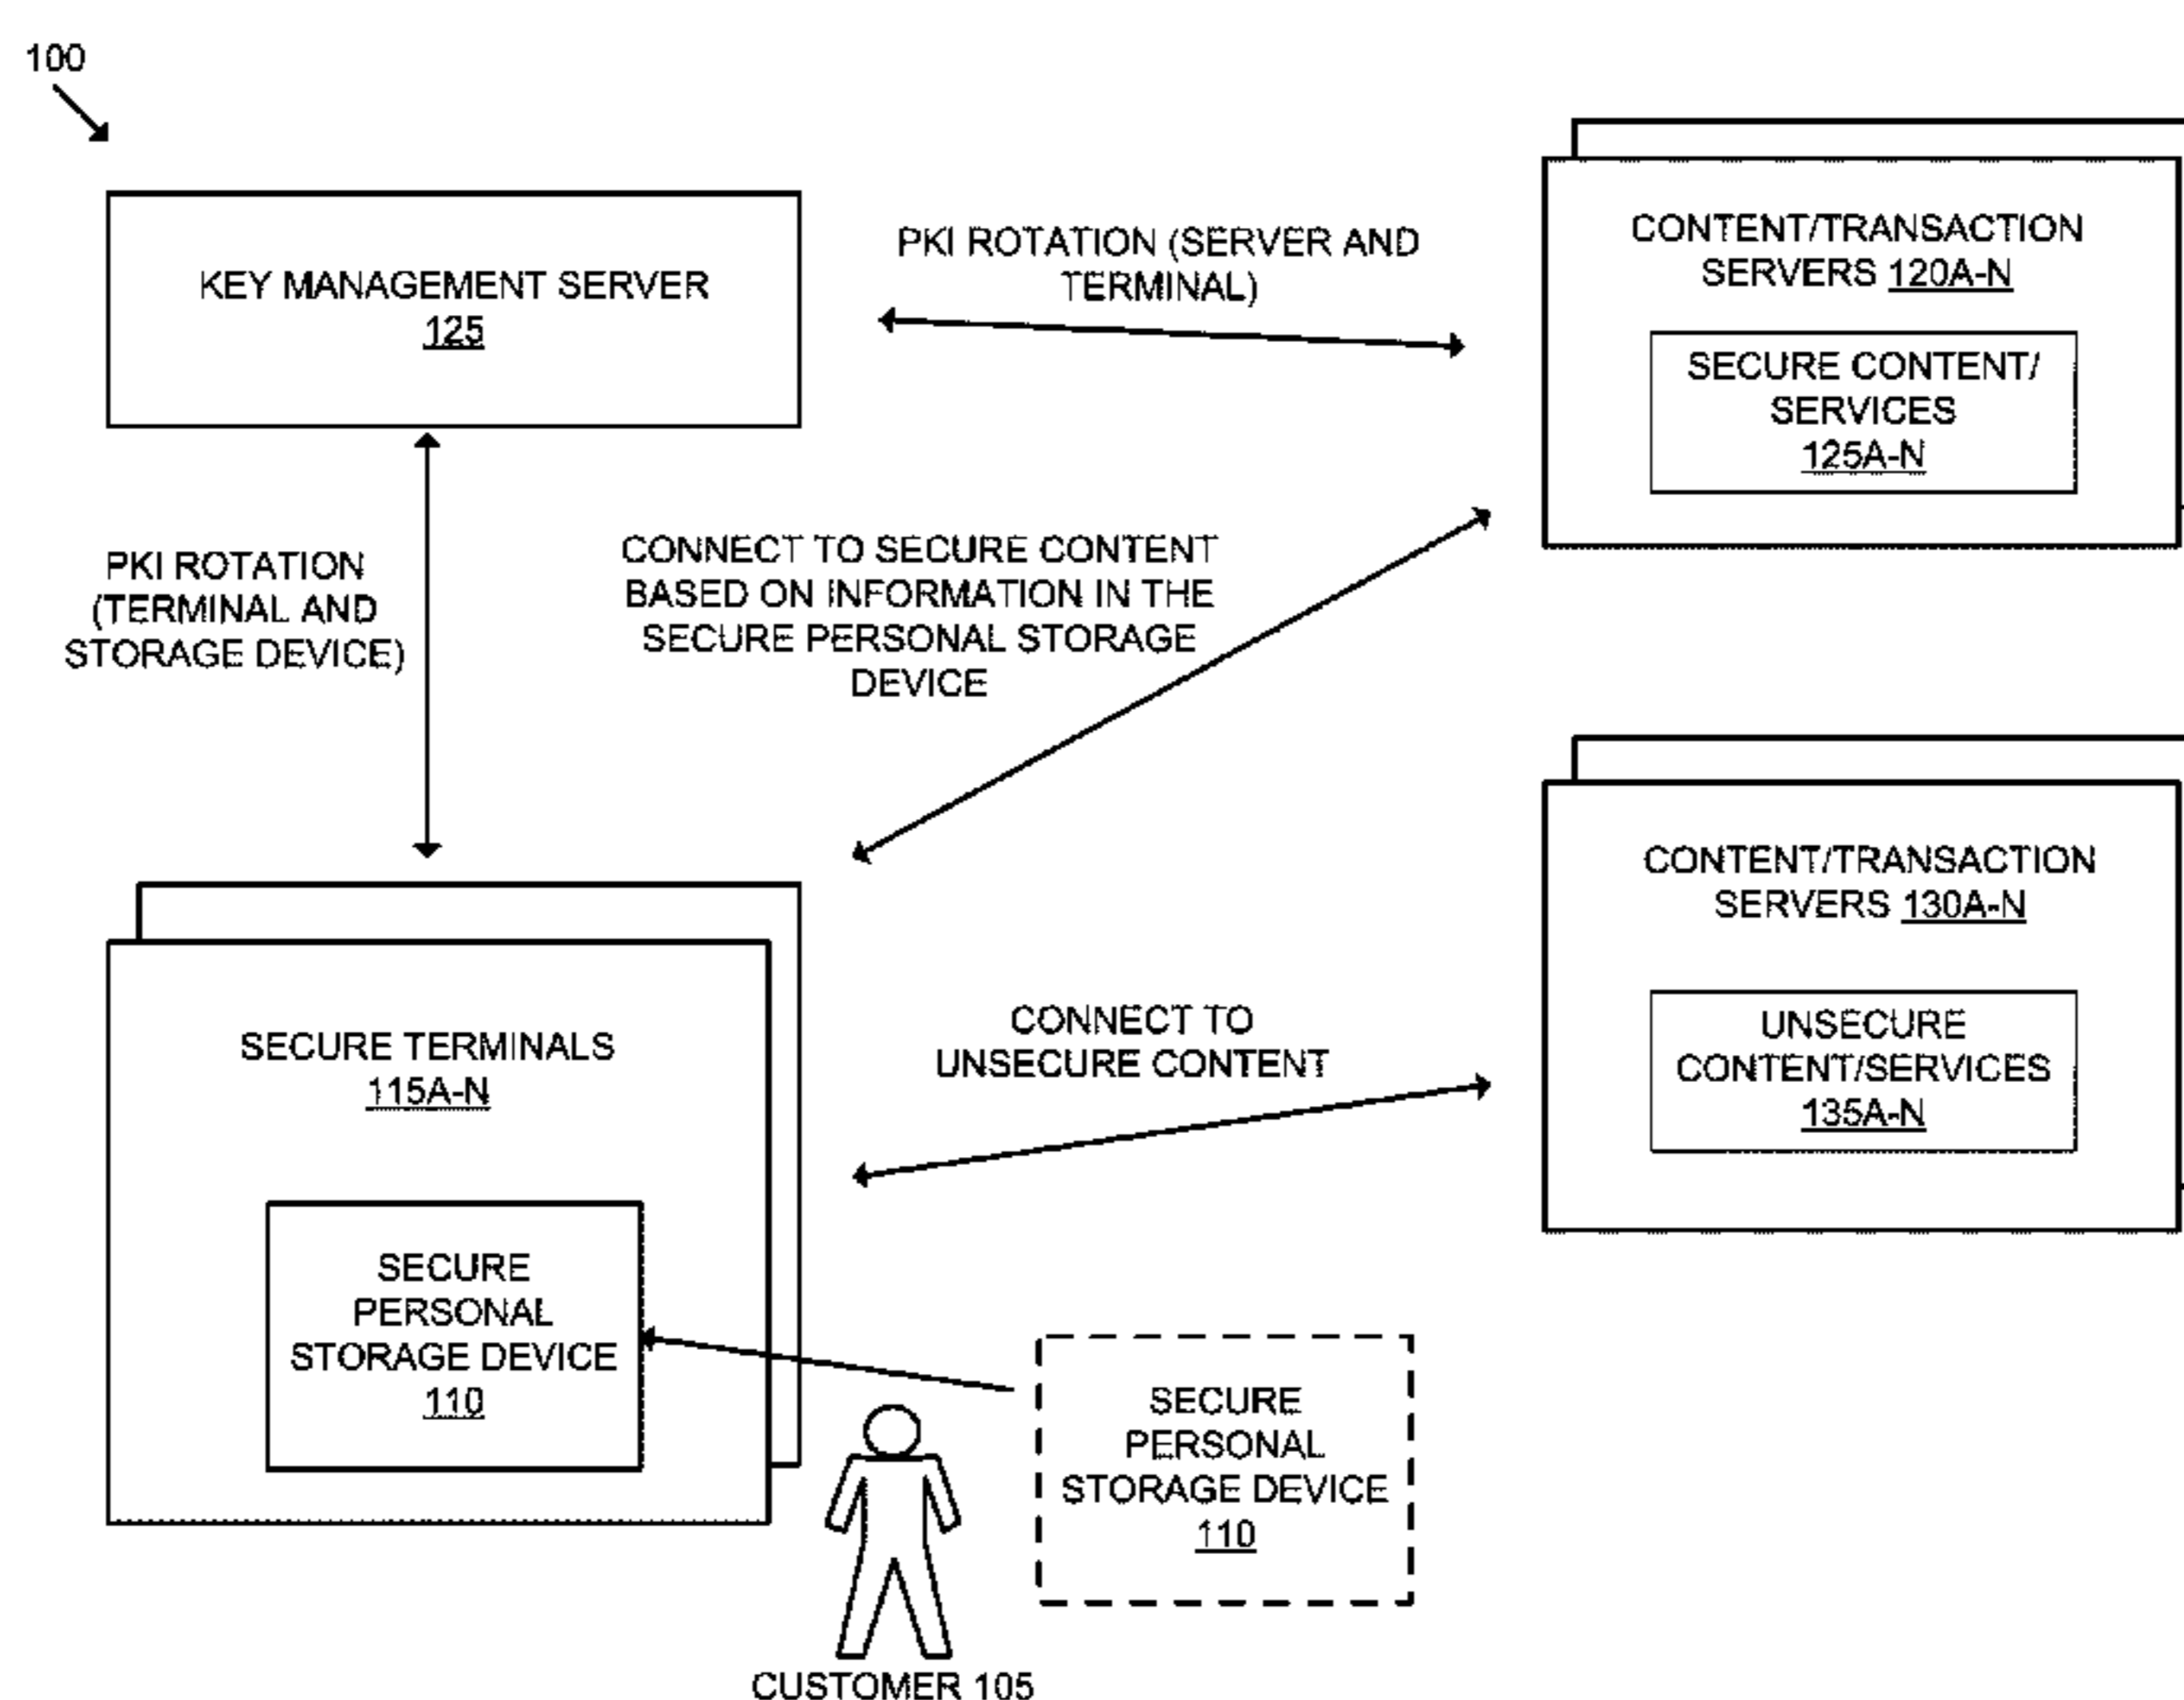 100
KEY MANAGEMENT SERVER
125
PKI ROTATION (SERVER AND
TERMINAL)
CONTENT/TRANSACTION
SERVERS 120A-N
SECURE CONTENT/
SERVICES
125A-N
PKI ROTATION
(TERMINAL AND
STORAGE DEVICE)
CONNECT TO SECURE CONTENT
BASED ON INFORMATION IN THE
SECURE PERSONAL STORAGE
DEVICE
CONTENT/TRANSACTION
SERVERS 130A-N
UNSECURE
CONTENT/SERVICES
135A-N
SECURE TERMINALS
115A-N
CONNECT TO
UNSECURE CONTENT
SECURE
PERSONAL
STORAGE DEVICE
110
SECURE
PERSONAL
STORAGE DEVICE
110
CUSTOMER 105